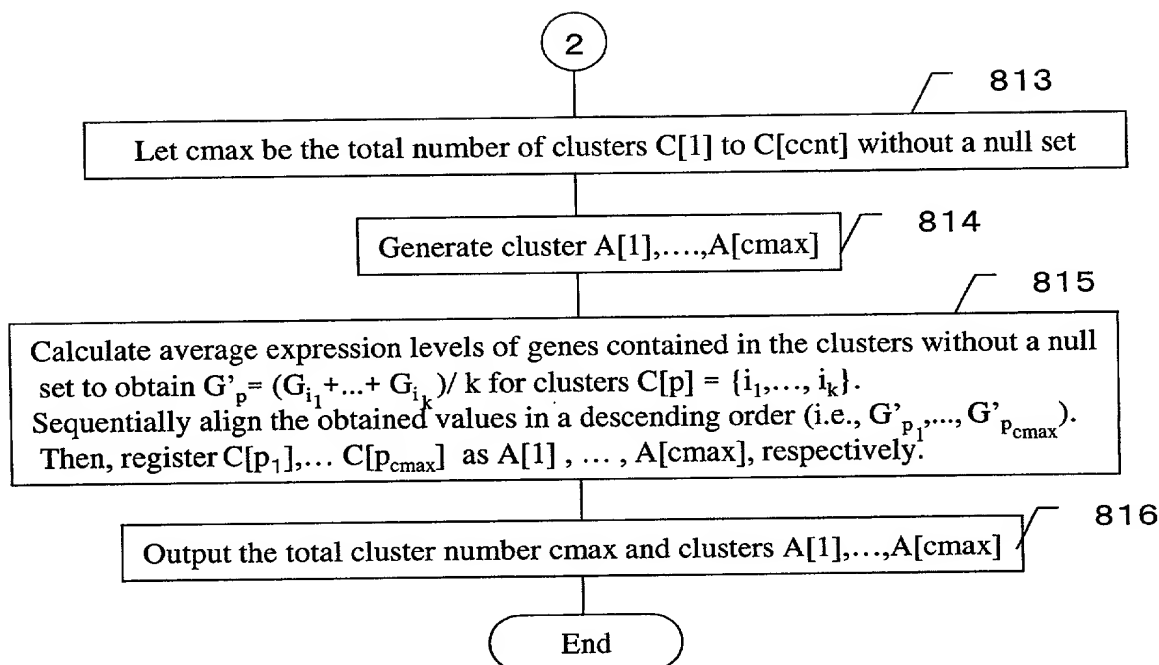 2
813
Let cmax be the total number of clusters C[1] to C[ccnt] without a null set
814
Generate cluster A[1],....,A[cmax]
815
Calculate average expression levels of genes contained in the clusters without a null
set to obtain G'p= (Gi1+...+ Gik)/ k for clusters C[p] = {i1,..., ik}.
Sequentially align the obtained values in a descending order (i.e., G'p1,..., G'pcmax).
Then, register C[p1],... C[pcmax] as A[1] , ... , A[cmax], respectively.
816
Output the total cluster number cmax and clusters A[1],...,A[cmax]
End